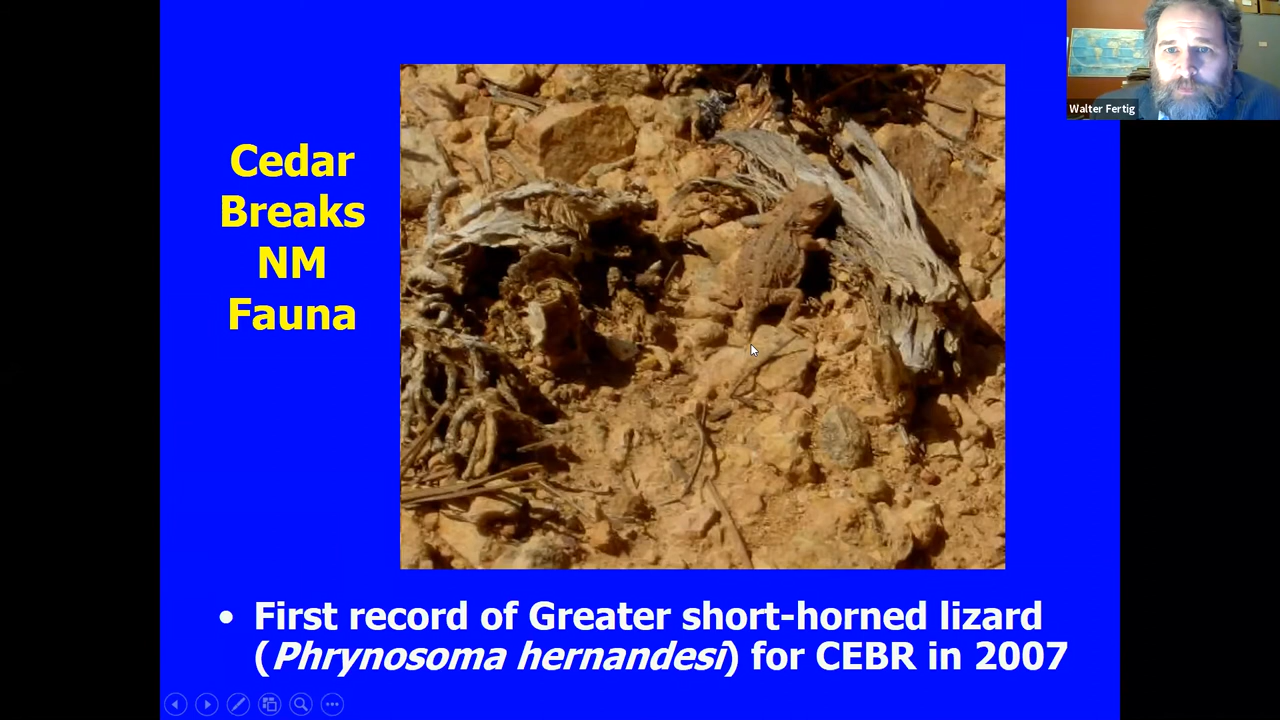 Walter Fertig
Cedar
Breaks
NM
Fauna
• First record of Greater short-horned lizard
(Phrynosoma hernandesi) for CEBR in 2007